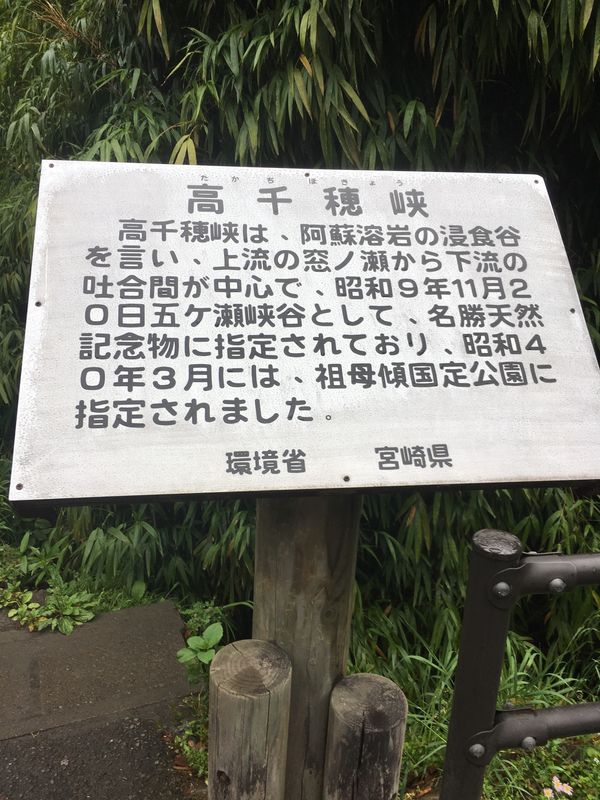 たかちほきょう
高千穂峡
高千穂峡は、阿蘇溶岩の浸食谷
を言い、上流の窓ノ瀬から下流の
吐合間が中心で、昭和9年11月2
0日五ケ瀬峡谷として、名勝天然
記念物に指定されており、昭和4
0年3月には、祖母傾国定公園に
指定されました。
環境省 宮崎県